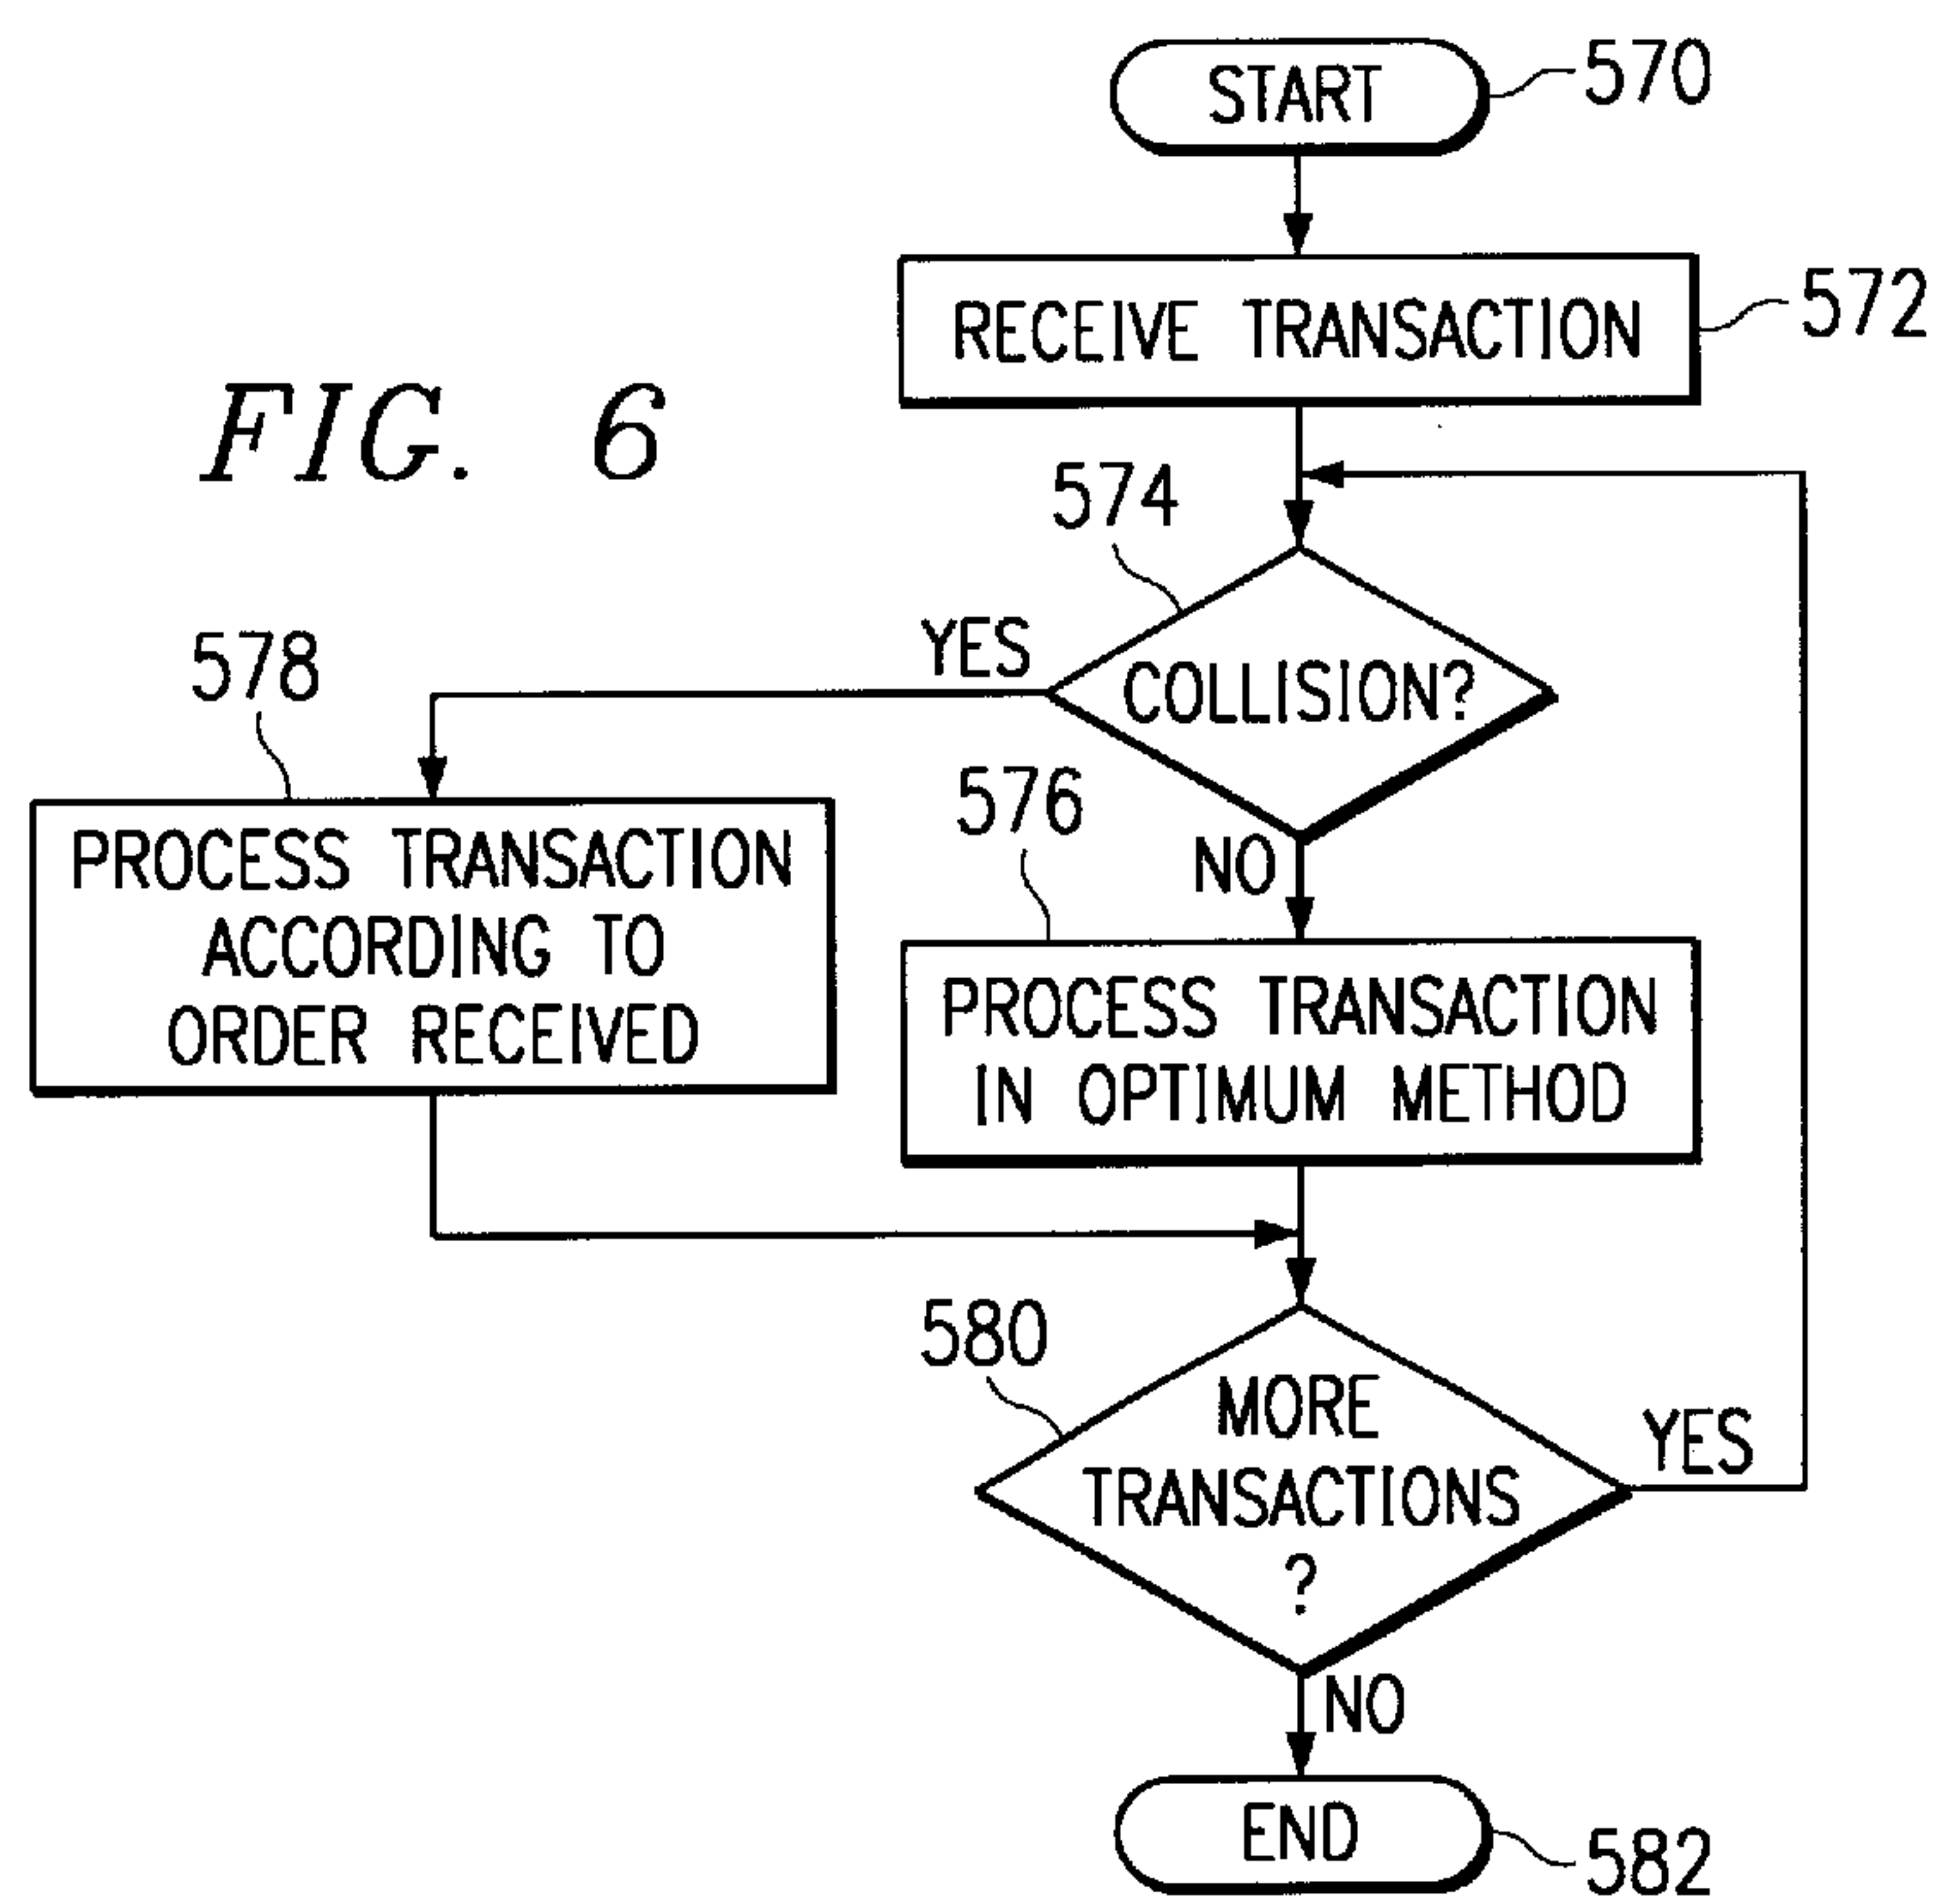 START
570
RECEIVE TRANSACTION
572
FIG. 6
574
COLLISION?
YES
578
NO
576
PROCESS TRANSACTION
ACCORDING TO
ORDER RECEIVED
PROCESS TRANSACTION
IN OPTIMUM METHOD
580
MORE
TRANSACTIONS
?
YES
NO
END
582